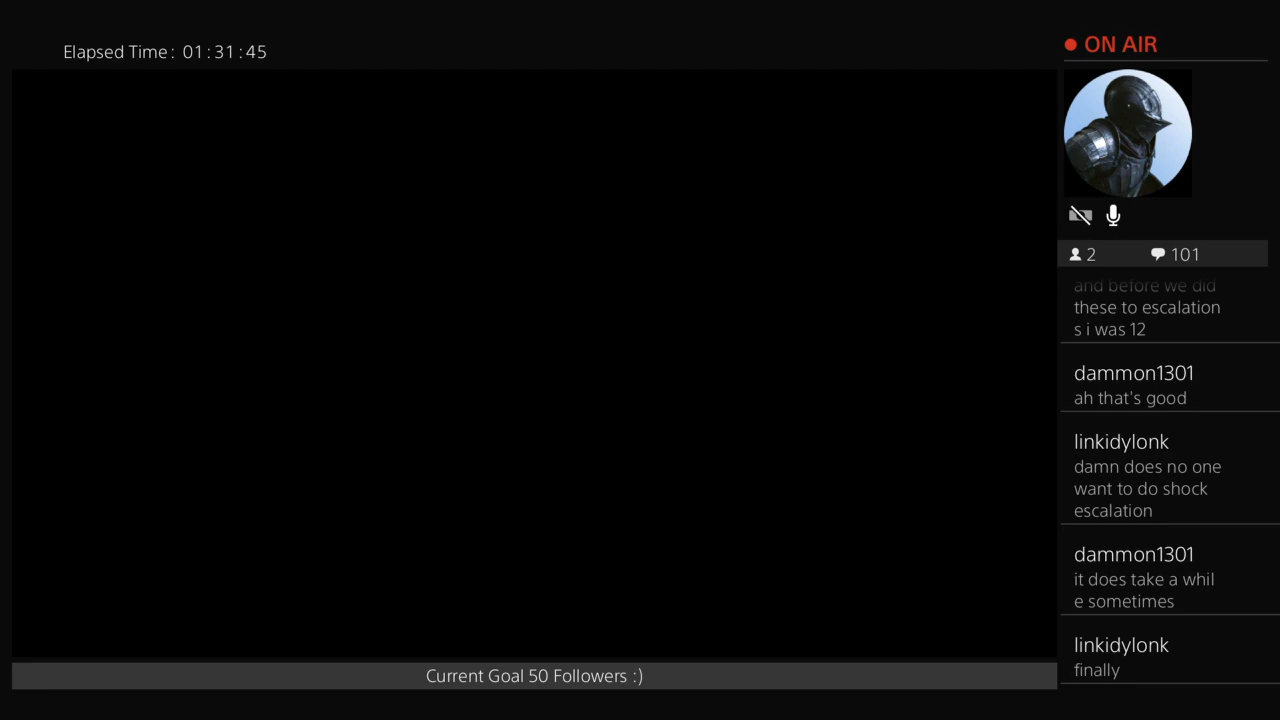 Elapsed Time: 01:31:45
ON AIR
2 101
and before we did
these to escalation
s i was 12
dammon1301
ah that's good
linkidylonk
damn does no one
want to do shock
escalation
dammon1301
it does take a whil
e sometimes
linkidylonk
finally
Current Goal 50 Followers :)